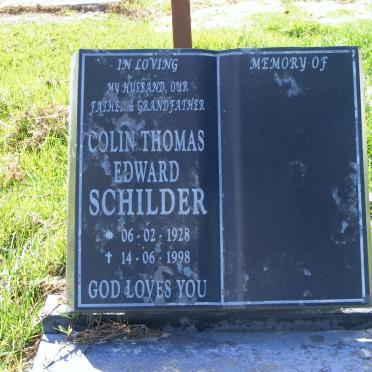 IN LOVING
MEMORY OF
MY HUSBAND, OUR
FATHER & GRANDFATHER
COLIN THOMAS
EDWARD
SCHILDER
* 06 - 02 - 1928
✝ 14 - 06 - 1998
GOD LOVES YOU